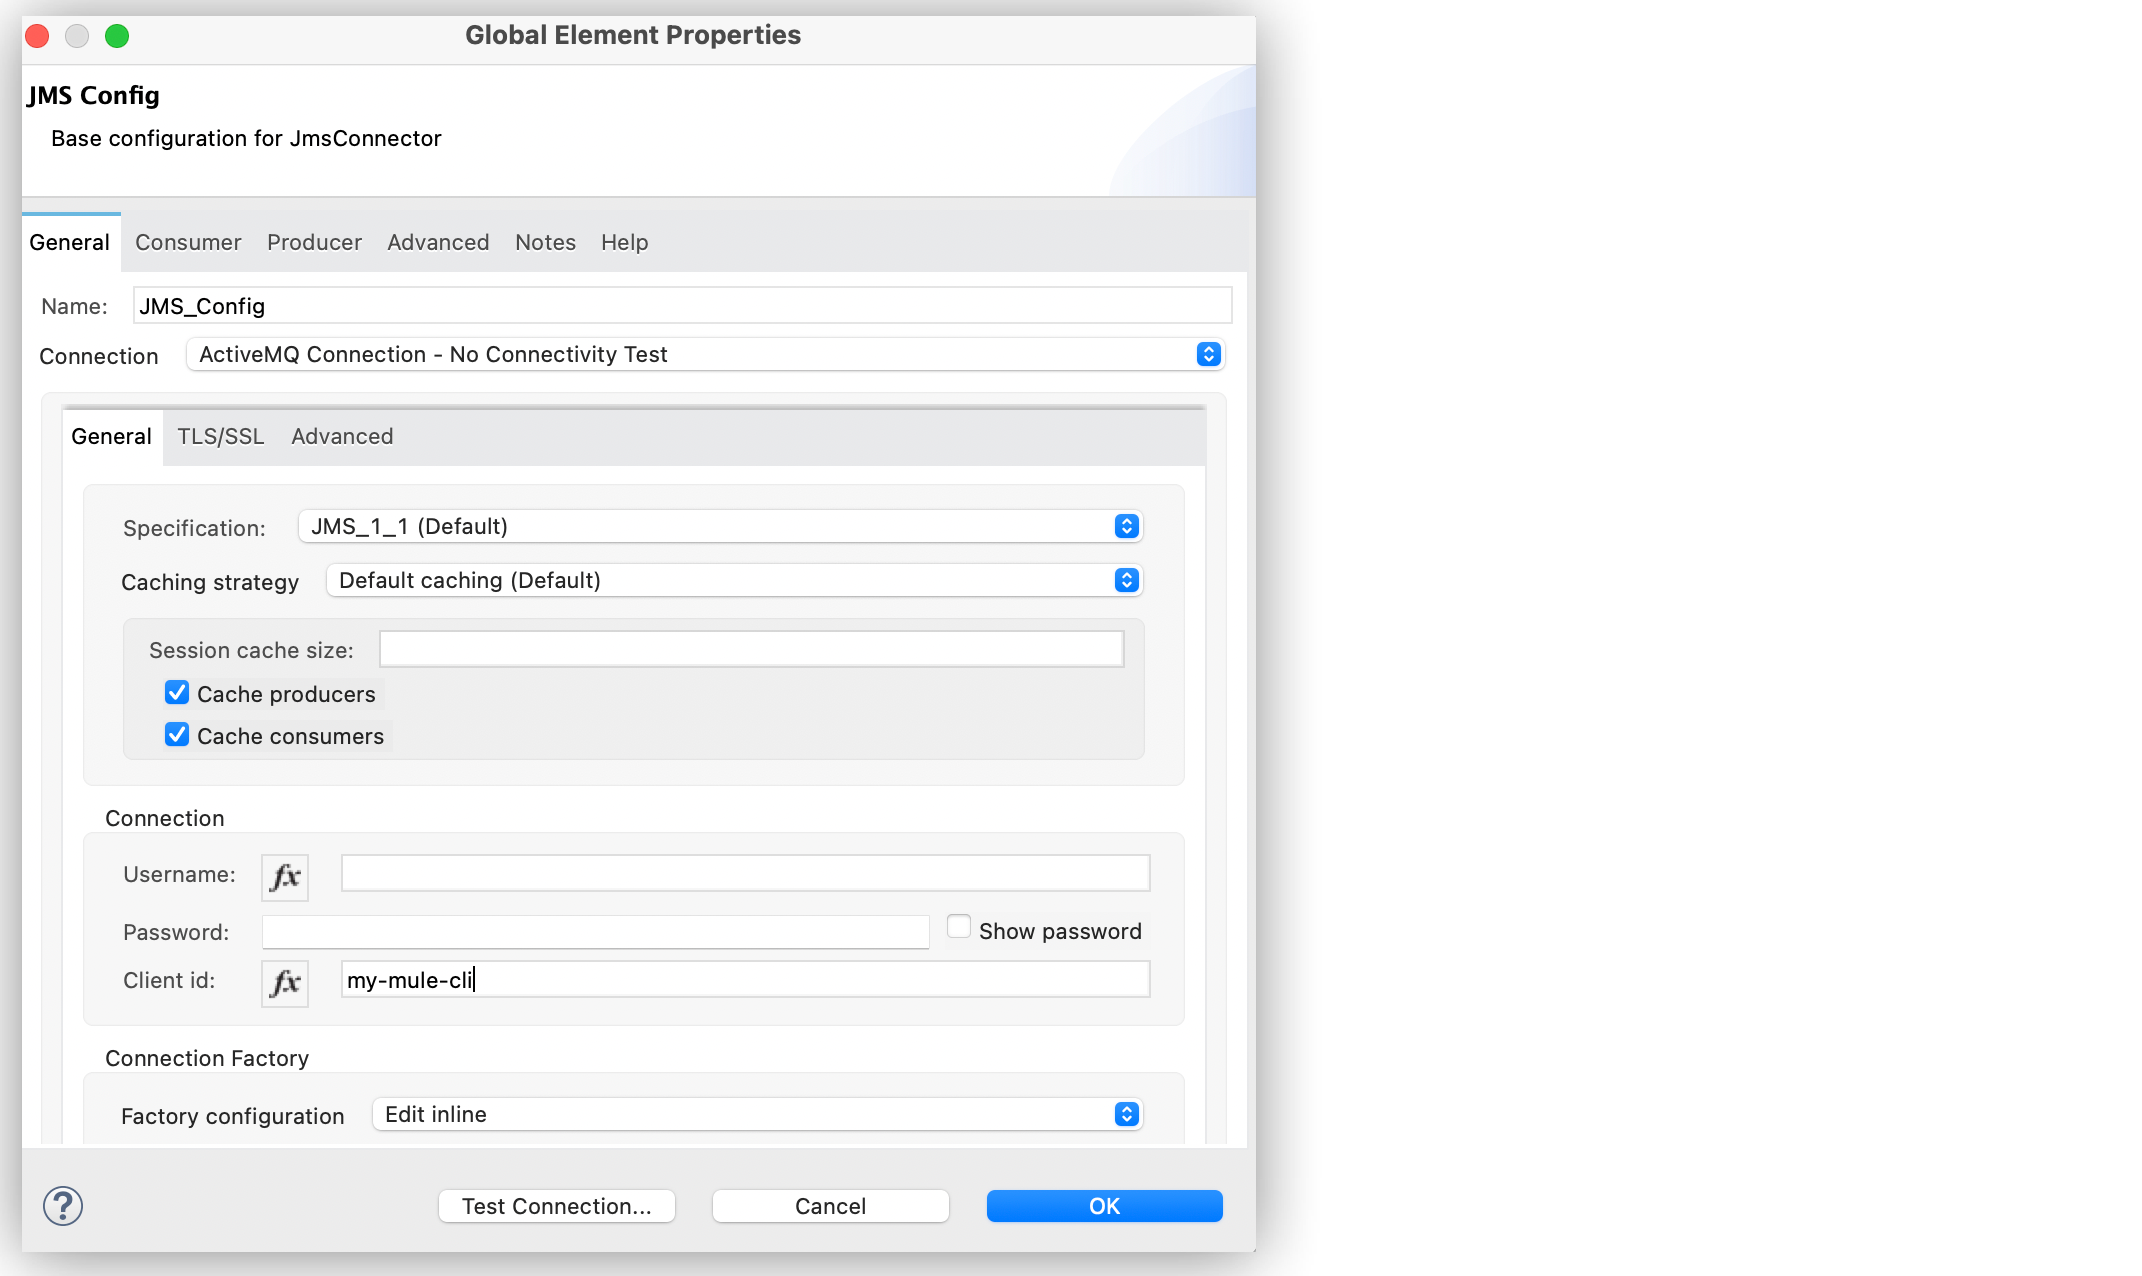 Global Element Properties
JMS Config
Base configuration for JmsConnector
General Consumer Producer Advanced Notes Help
Name: JMS_Config
Connection ActiveMQ Connection - No Connectivity Test
General TLS/SSL Advanced
Specification: JMS_1_1 (Default)
Caching strategy Default caching (Default)
Session cache size:
Cache producers
Cache consumers
Connection
Username: fx
Password: Show password
Client id: fx my-mule-cli
Connection Factory
Factory configuration Edit inline
? Test Connection... Cancel OK